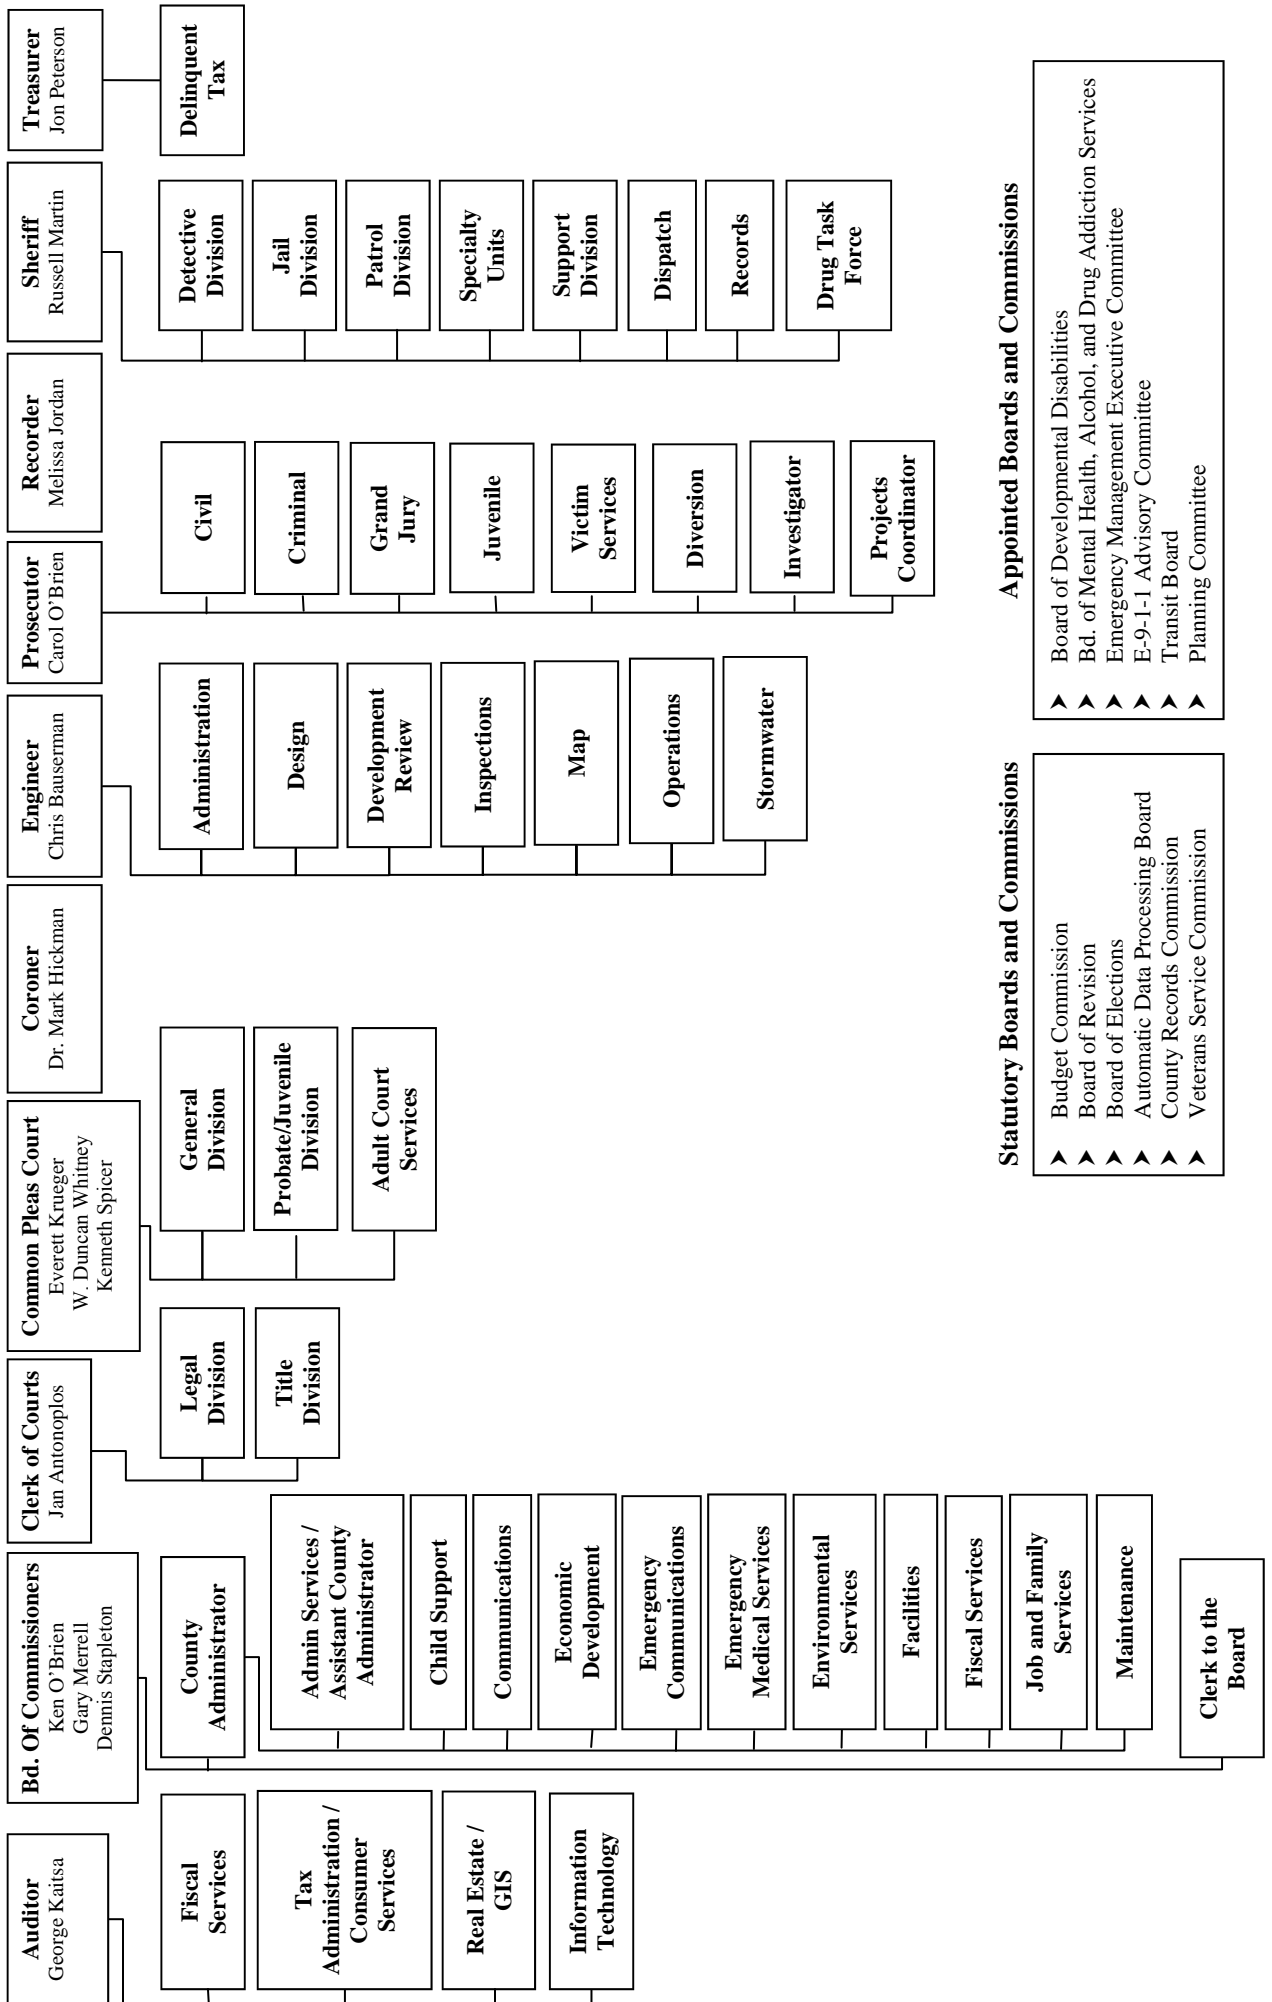 Auditor
George Kaitsa
Fiscal
Services
Tax
Administration /
Consumer
Services
Real Estate /
GIS
Information
Technology
Bd. Of Commissioners
Ken O'Brien
Gary Merrell
Dennis Stapleton
County
Administrator
Admin Services /
Assistant County
Administrator
Child Support
Communications
Economic
Development
Emergency
Communications
Emergency
Medical Services
Environmental
Services
Facilities
Fiscal Services
Job and Family
Services
Maintenance
Clerk to the
Board
Clerk of Courts
Jan Antonoplos
Legal
Division
Title
Division
Common Pleas Court
Everett Krueger
W. Duncan Whitney
Kenneth Spicer
General
Division
Probate/Juvenile
Division
Adult Court
Services
Coroner
Dr. Mark Hickman
Engineer
Chris Bauserman
Administration
Design
Development
Review
Inspections
Map
Operations
Stormwater
Prosecutor
Carol O'Brien
Civil
Criminal
Grand
Jury
Juvenile
Victim
Services
Diversion
Investigator
Projects
Coordinator
Recorder
Melissa Jordan
Sheriff
Russell Martin
Detective
Division
Jail
Division
Patrol
Division
Specialty
Units
Support
Division
Dispatch
Records
Drug Task
Force
Treasurer
Jon Peterson
Delinquent
Tax
Statutory Boards and Commissions
➤ Budget Commission
➤ Board of Revision
➤ Board of Elections
➤ Automatic Data Processing Board
➤ County Records Commission
➤ Veterans Service Commission
Appointed Boards and Commissions
➤ Board of Developmental Disabilities
➤ Bd. of Mental Health, Alcohol, and Drug Addiction Services
➤ Emergency Management Executive Committee
➤ E-9-1-1 Advisory Committee
➤ Transit Board
➤ Planning Committee